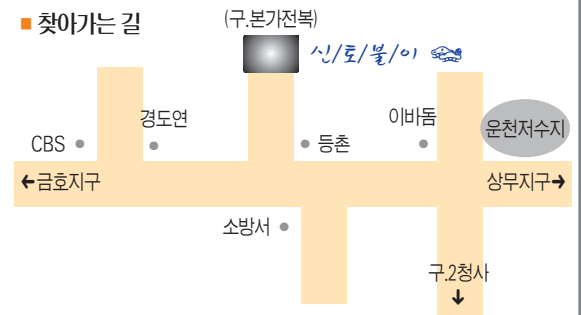 ■ 찾아가는 길
(구.본가전복)
신/토/불/이
경도연
이바돔
운천저수지
CBS
등촌
←금호지구
상무지구→
소방서
구.2청사
↓